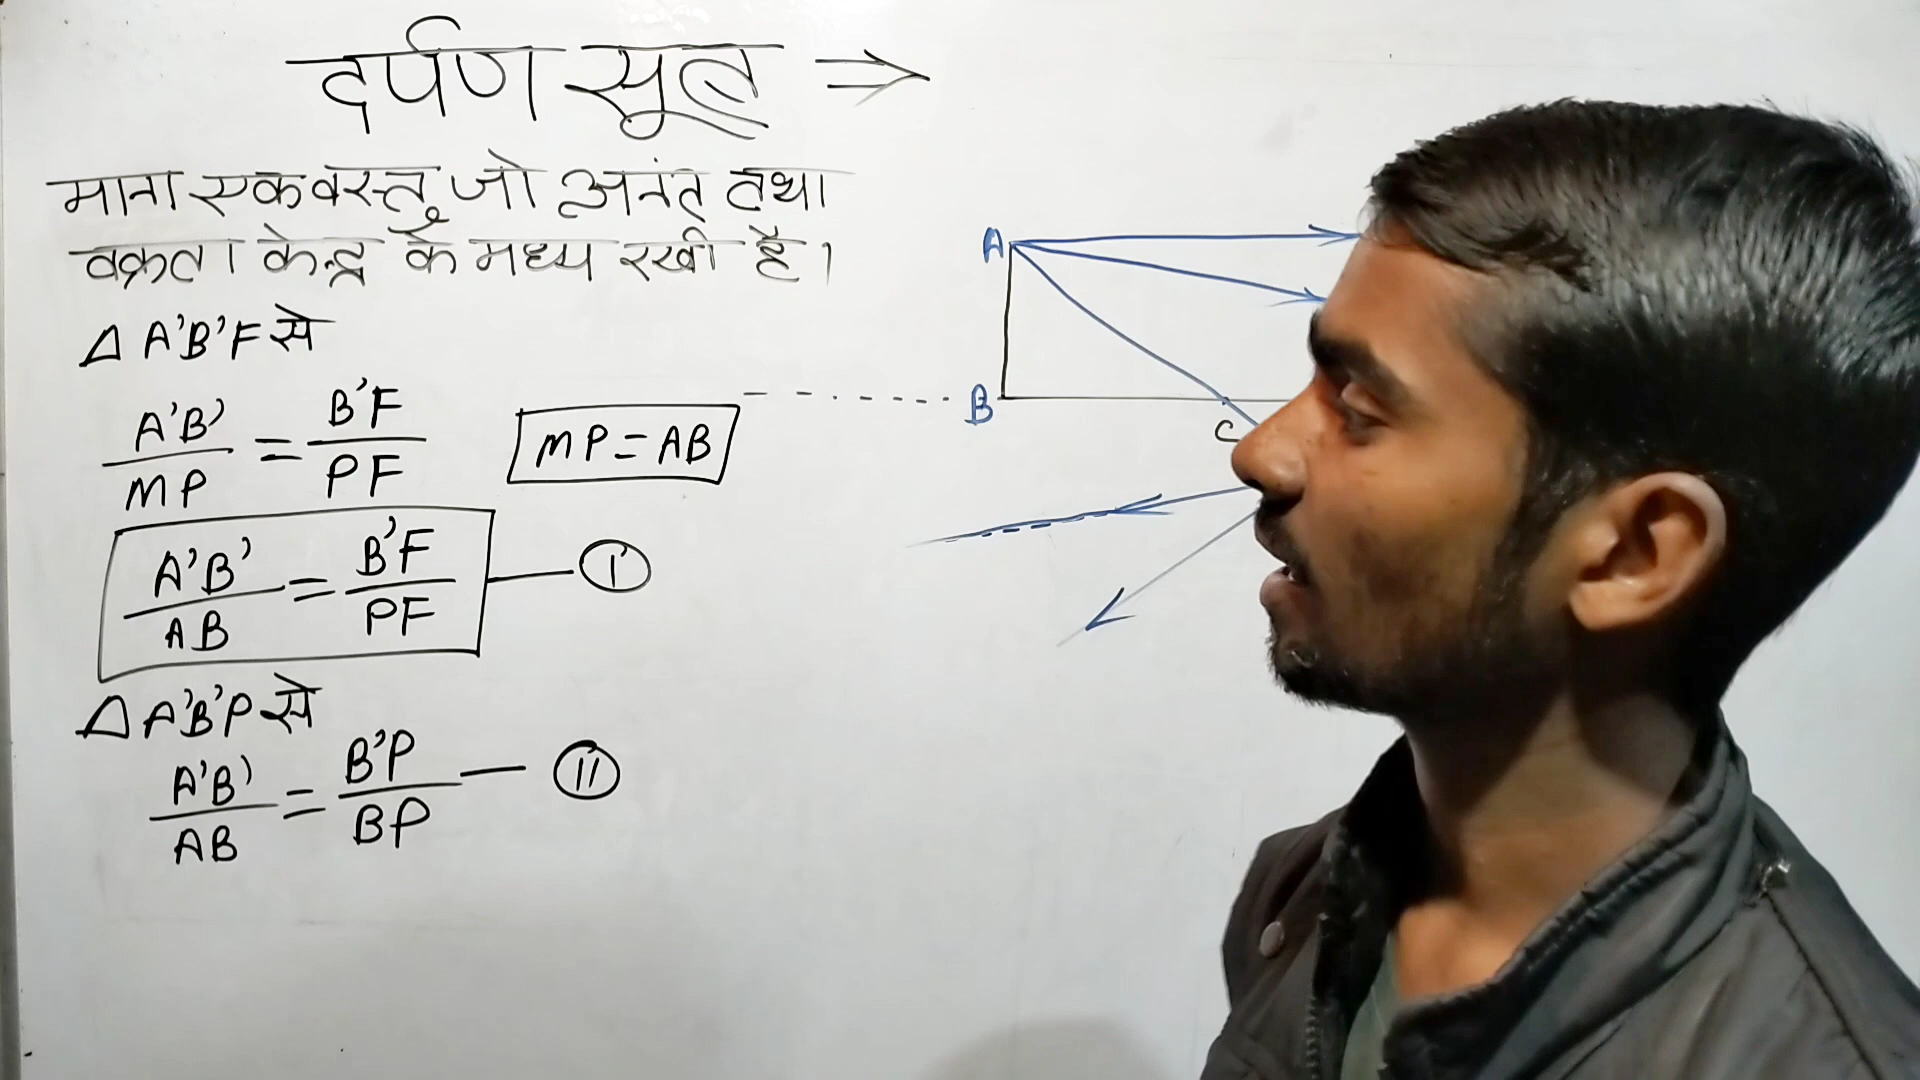 दर्पण सूत्र ⇒
माना एक वस्तु जो अनंत तथा
वक्रता केन्द्र के मध्य रखी है।
Δ A'B'F से
A'B'/MP = B'F/PF
MP = AB
A'B'/AB = B'F/PF — I
Δ A'B'P से
A'B'/AB = B'P/BP — II
A
B
C